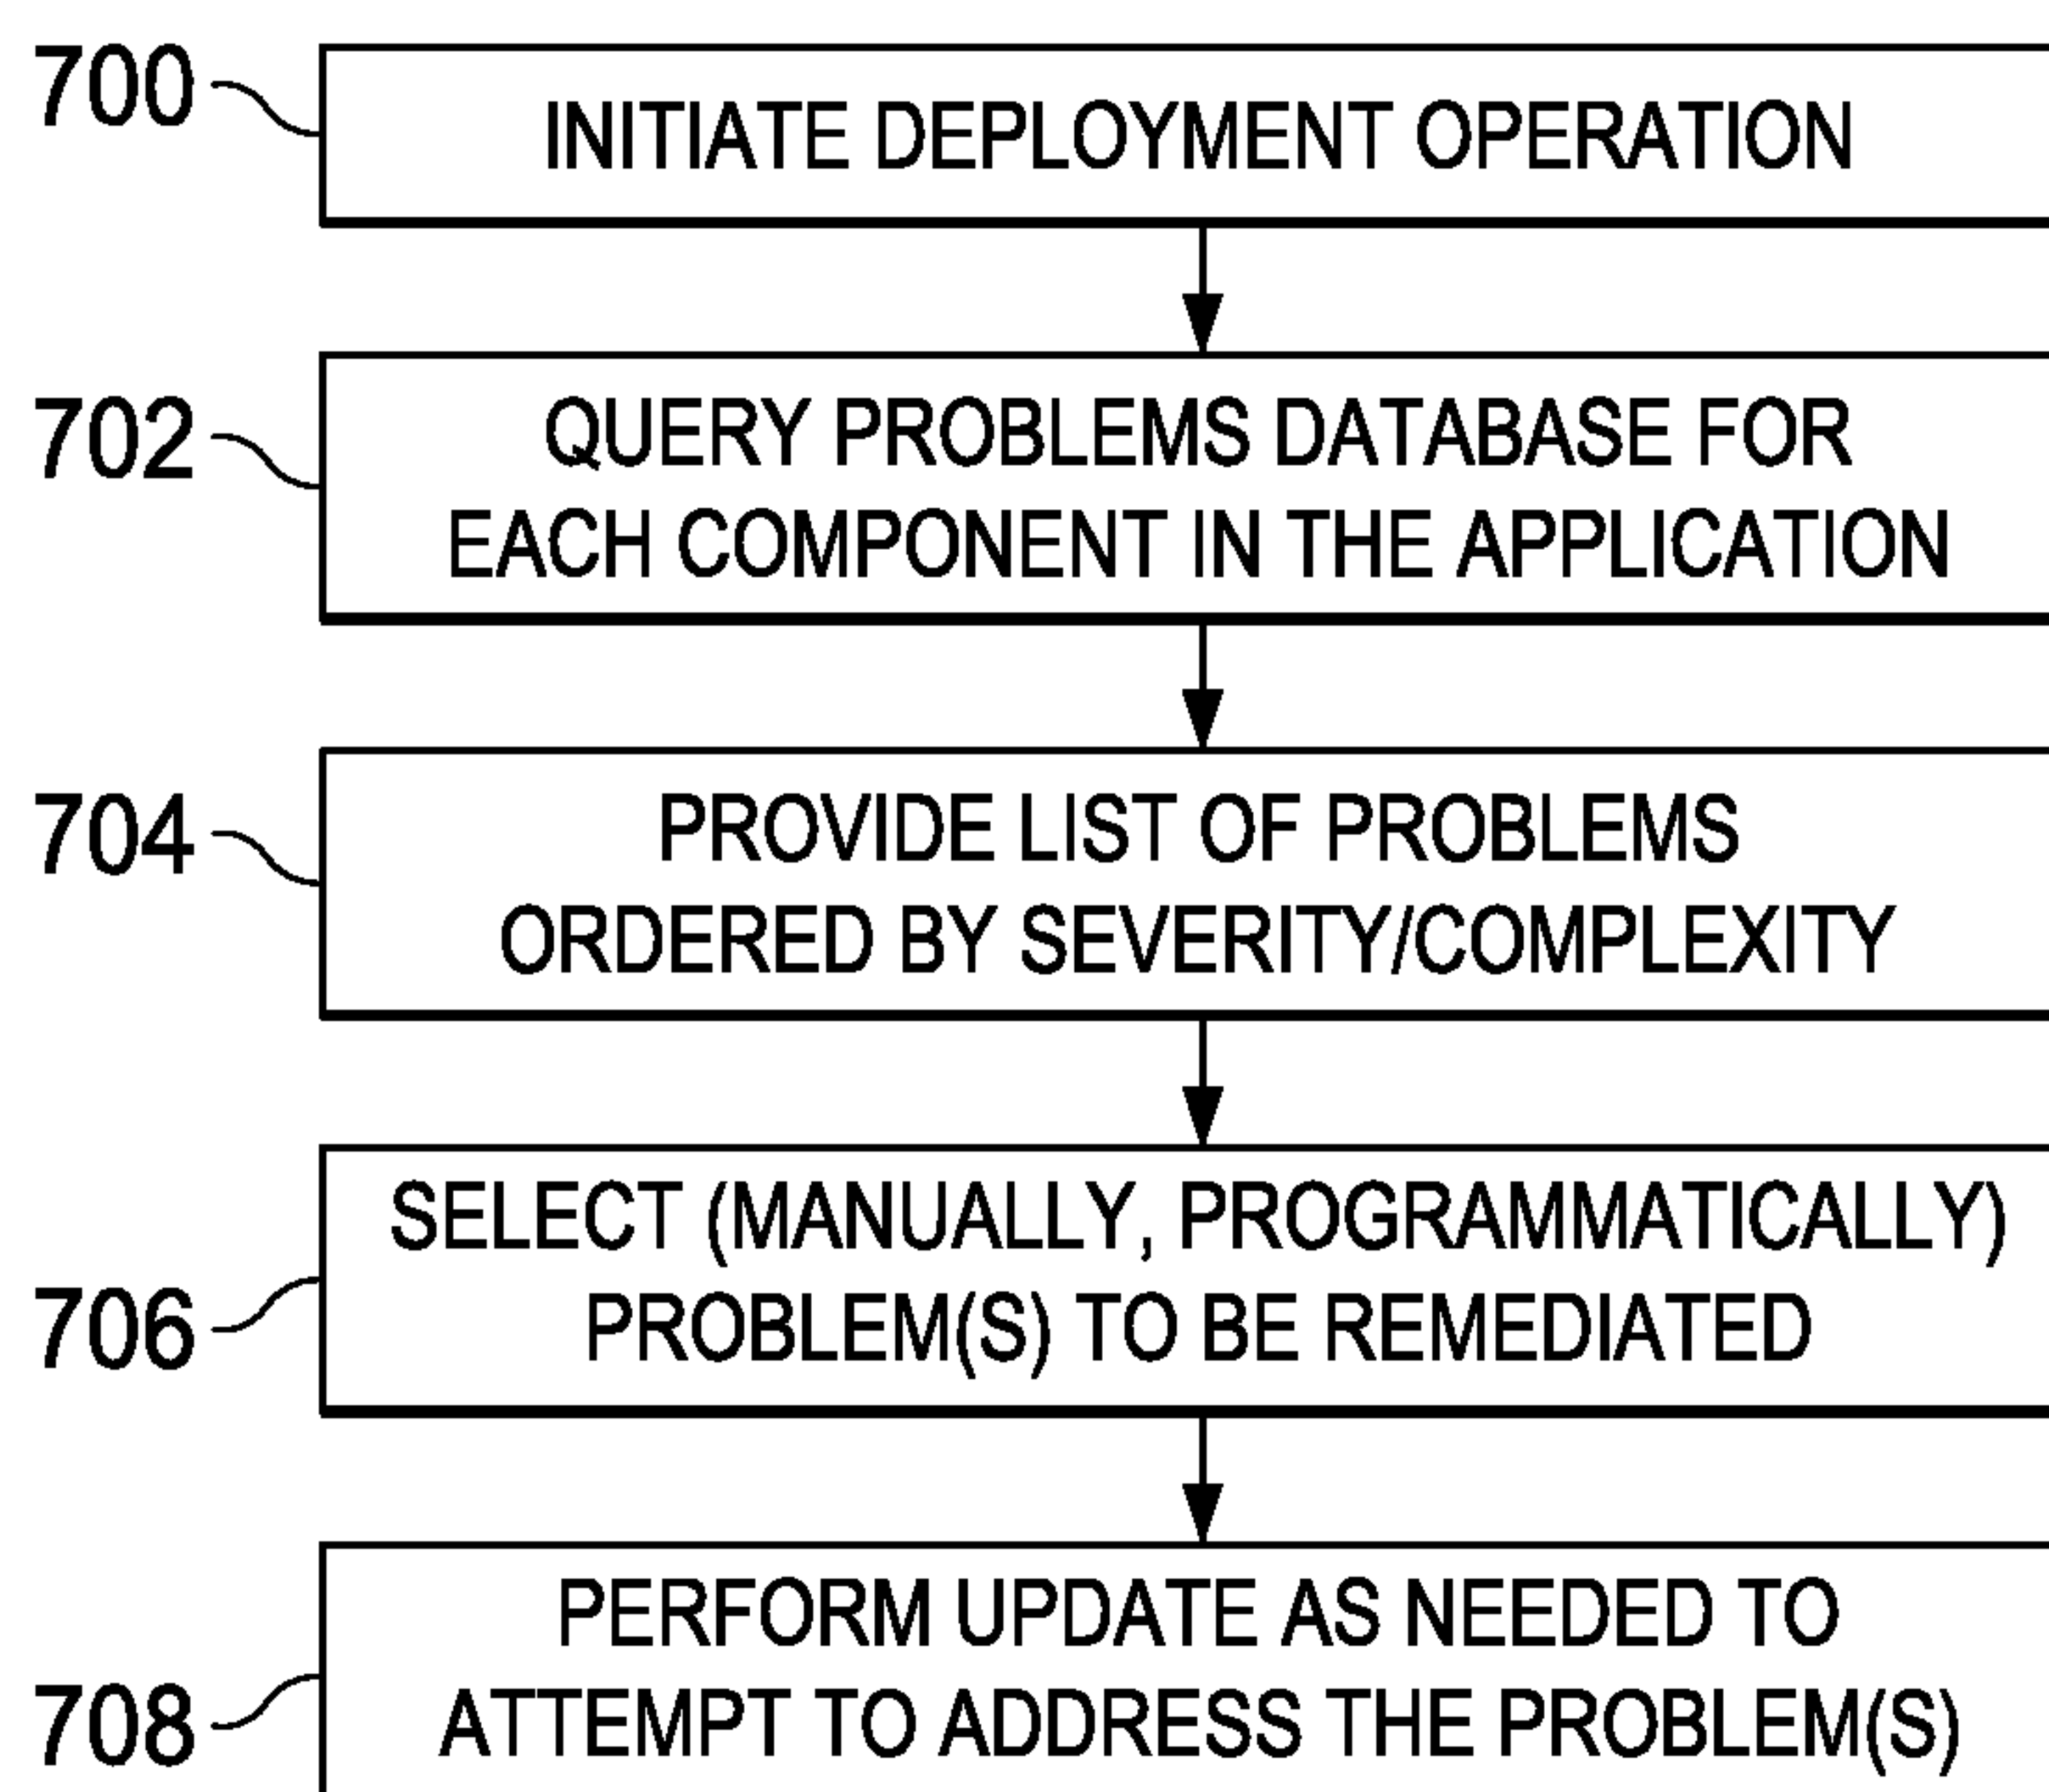 700
INITIATE DEPLOYMENT OPERATION
702
QUERY PROBLEMS DATABASE FOR
EACH COMPONENT IN THE APPLICATION
704
PROVIDE LIST OF PROBLEMS
ORDERED BY SEVERITY/COMPLEXITY
706
SELECT (MANUALLY, PROGRAMMATICALLY)
PROBLEM(S) TO BE REMEDIATED
708
PERFORM UPDATE AS NEEDED TO
ATTEMPT TO ADDRESS THE PROBLEM(S)